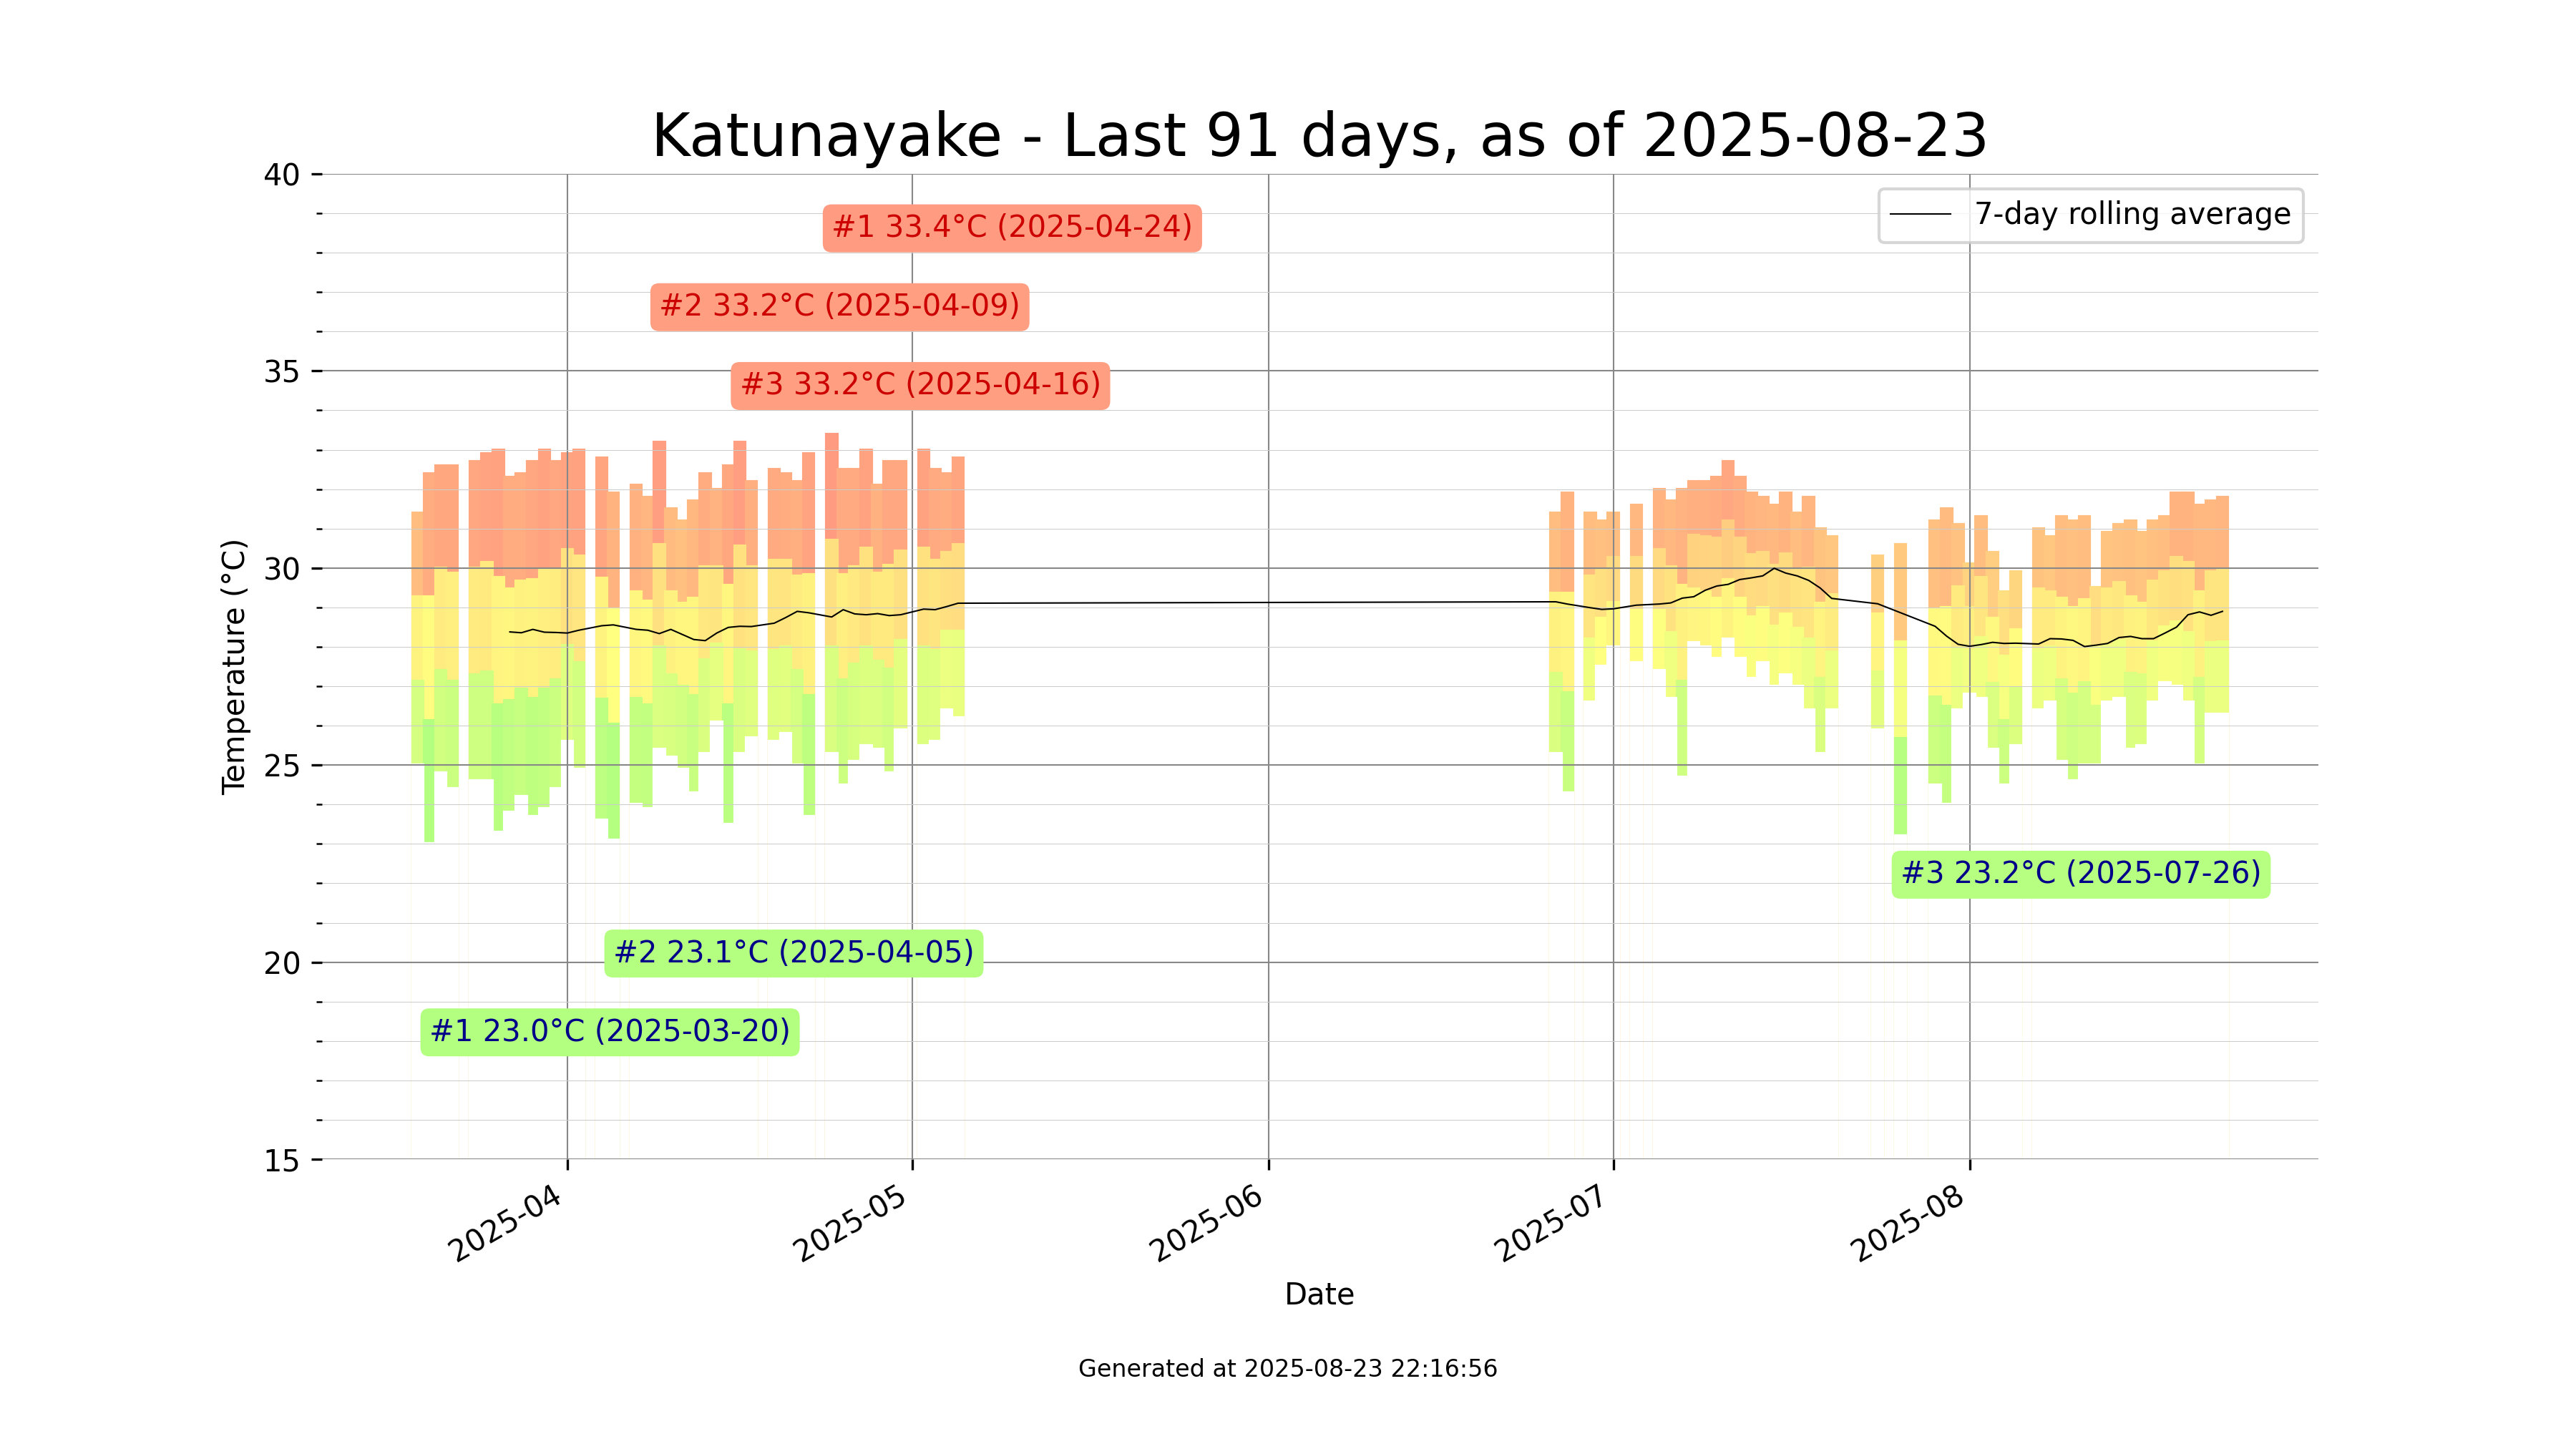 Katunayake - Last 91 days, as of 2025-08-23
7-day rolling average
#1 33.4°C (2025-04-24)
#2 33.2°C (2025-04-09)
#3 33.2°C (2025-04-16)
#3 23.2°C (2025-07-26)
#2 23.1°C (2025-04-05)
#1 23.0°C (2025-03-20)
Temperature (°C)
40
35
30
25
20
15
2025-04
2025-05
2025-06
2025-07
2025-08
Date
Generated at 2025-08-23 22:16:56